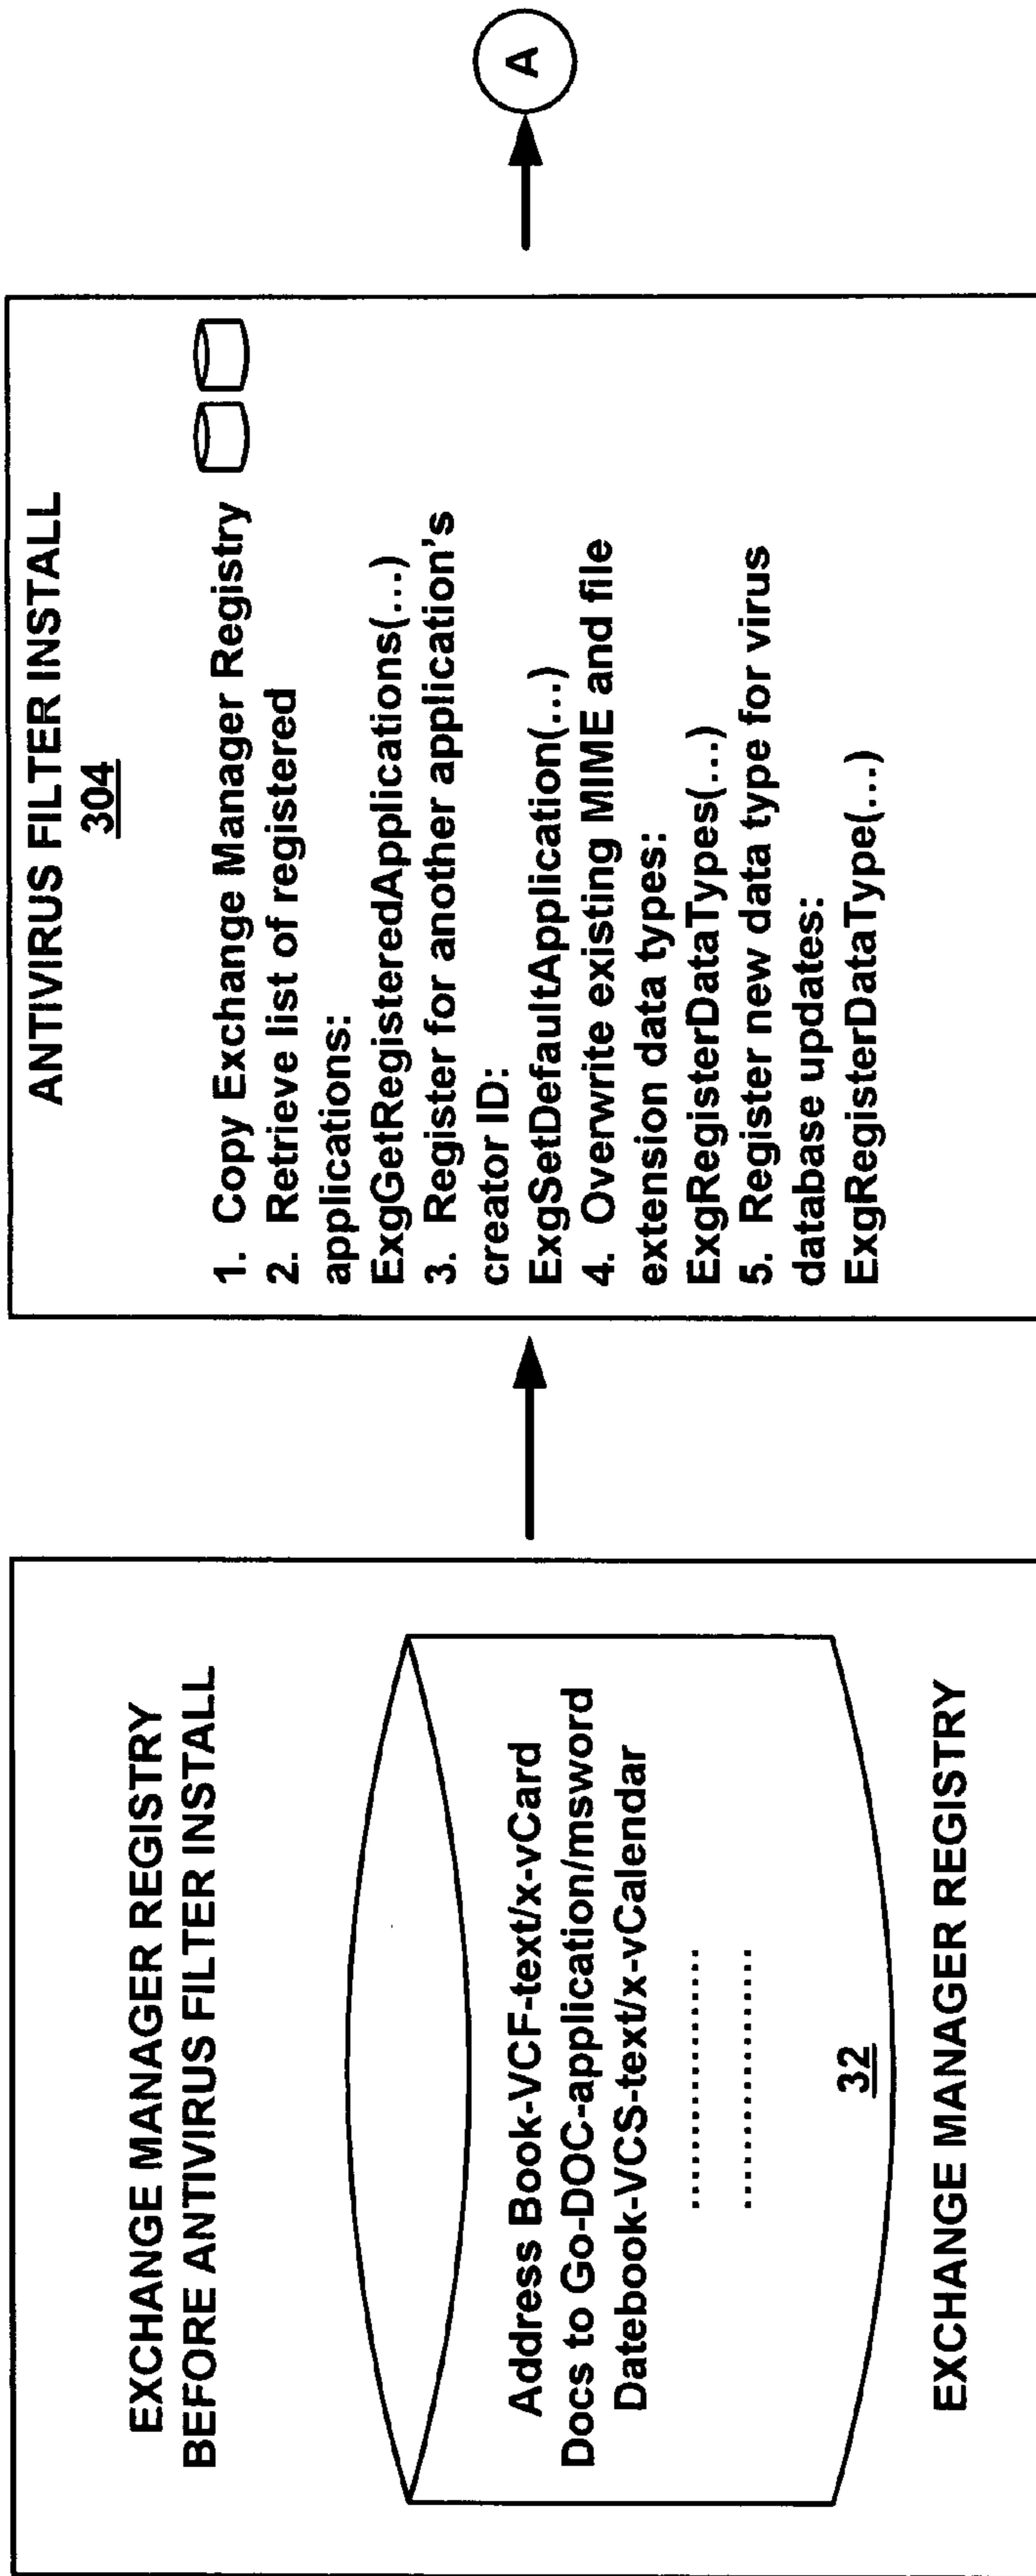 EXCHANGE MANAGER REGISTRY
BEFORE ANTIVIRUS FILTER INSTALL
Address Book-VCF-text/x-vCard
Docs to Go-DOC-application/msword
Datebook-VCS-text/x-vCalendar
....................
....................
32
EXCHANGE MANAGER REGISTRY
ANTIVIRUS FILTER INSTALL
304
1. Copy Exchange Manager Registry
2. Retrieve list of registered
applications:
ExgGetRegisteredApplications(...)
3. Register for another application's
creator ID:
ExgSetDefaultApplication(...)
4. Overwrite existing MIME and file
extension data types:
ExgRegisterDataTypes(...)
5. Register new data type for virus
database updates:
ExgRegisterDataType(...)
A